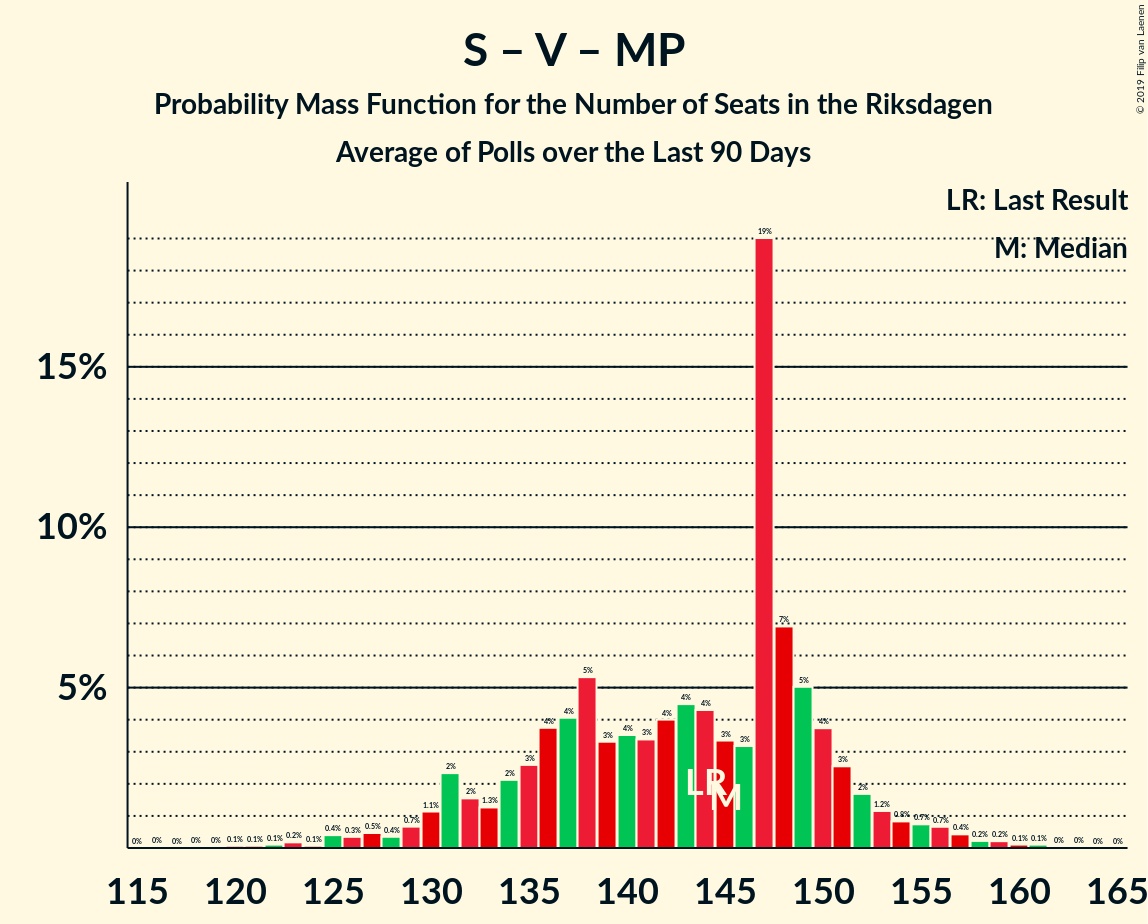 S – V – MP
Probability Mass Function for the Number of Seats in the Riksdagen
Average of Polls over the Last 90 Days
© 2019 Filip van Laenen
LR: Last Result
M: Median
15%
10%
5%
0% 0% 0% 0% 0% 0.1% 0.1% 0.1% 0.2% 0.1% 0.4% 0.3% 0.5% 0.4% 0.7% 1.1% 2% 2% 1.3% 2% 3% 4% 4% 5% 3% 4% 3% 4% 4% 4% 3% 3% 19% 7% 5% 4% 3% 2% 1.2% 0.8% 0.7% 0.7% 0.4% 0.2% 0.2% 0.1% 0.1% 0% 0% 0% 0%
LR
M
115 120 125 130 135 140 145 150 155 160 165